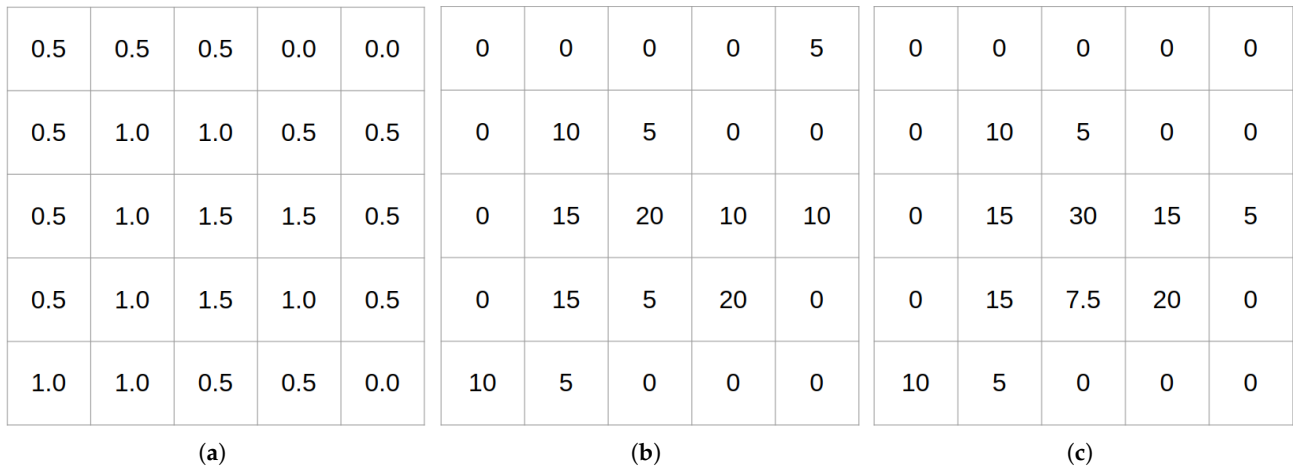 0.5 0.5 0.5 0.0 0.0 0 0 0 0 5 0 0 0 0 0
0.5 1.0 1.0 0.5 0.5 0 10 5 0 0 0 10 5 0 0
0.5 1.0 1.5 1.5 0.5 0 15 20 10 10 0 15 30 15 5
0.5 1.0 1.5 1.0 0.5 0 15 5 20 0 0 15 7.5 20 0
1.0 1.0 0.5 0.5 0.0 10 5 0 0 0 10 5 0 0 0
(a) (b) (c)